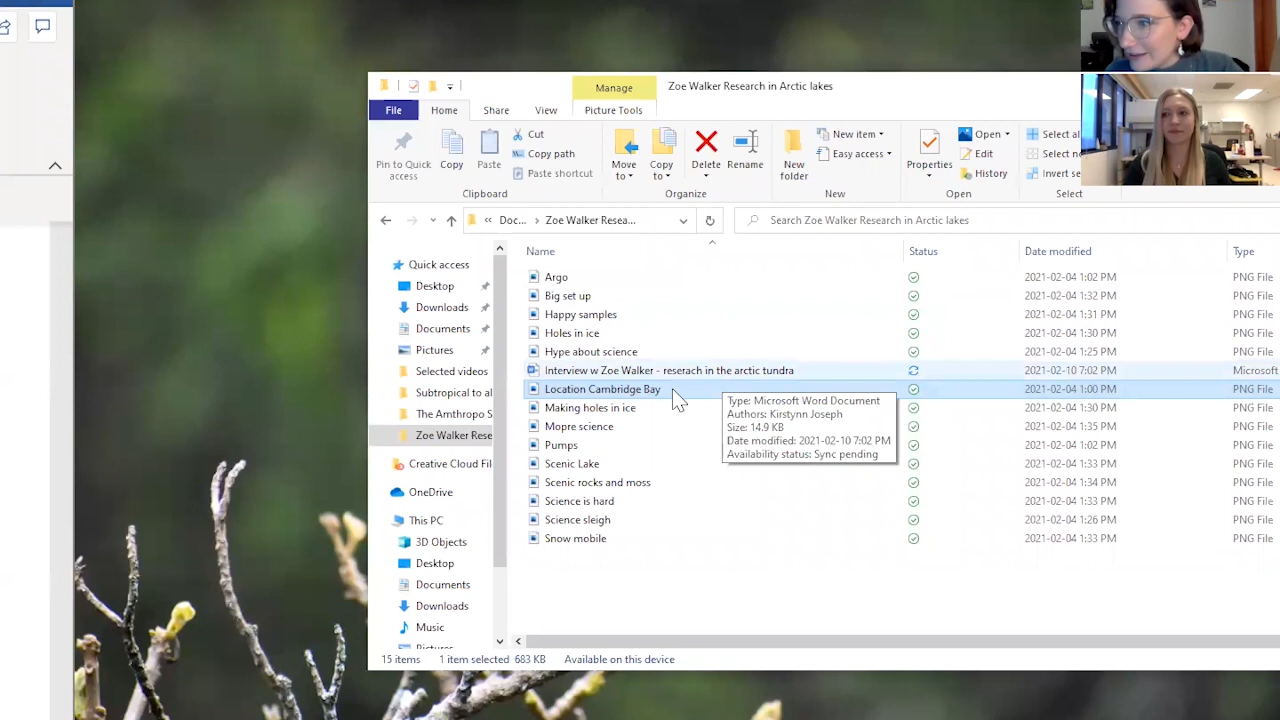 Manage
Zoe Walker Research in Arctic lakes
File
Home
Share
View
Picture Tools
Pin to Quick access
Copy
Paste
Cut
Copy path
Paste shortcut
Clipboard
Move to
Copy to
Delete
Rename
Organize
New folder
New item
Easy access
New
Properties
Open
Edit
History
Open
Select al
Select no
Invert se
Select
« Doc... > Zoe Walker Resea...
Search Zoe Walker Research in Arctic lakes
Quick access
Desktop
Downloads
Documents
Pictures
Selected videos
Subtropical to al
The Amthropo S
Zoe Walker Rese
Creative Cloud Fil
OneDrive
This PC
3D Objects
Desktop
Documents
Downloads
Music
Pictures
Name Status Date modified Type
Argo 2021-02-04 1:02 PM PNG File
Big set up 2021-02-04 1:32 PM PNG File
Happy samples 2021-02-04 1:31 PM PNG File
Holes in ice 2021-02-04 1:30 PM PNG File
Hype about science 2021-02-04 1:25 PM PNG File
Interview w Zoe Walker - reserach in the arctic tundra 2021-02-10 7:02 PM Microsoft
Location Cambridge Bay 2021-02-04 1:00 PM PNG File
Making holes in ice 2021-02-04 1:30 PM PNG File
Mopre science 2021-02-04 1:35 PM PNG File
Pumps 2021-02-04 1:02 PM PNG File
Scenic Lake 2021-02-04 1:33 PM PNG File
Scenic rocks and moss 2021-02-04 1:34 PM PNG File
Science is hard 2021-02-04 1:33 PM PNG File
Science sleigh 2021-02-04 1:26 PM PNG File
Snow mobile 2021-02-04 1:33 PM PNG File
Type: Microsoft Word Document
Authors: Kirstynn Joseph
Size: 14.9 KB
Date modified: 2021-02-10 7:02 PM
Availability status: Sync pending
15 items 1 item selected 683 KB Available on this device